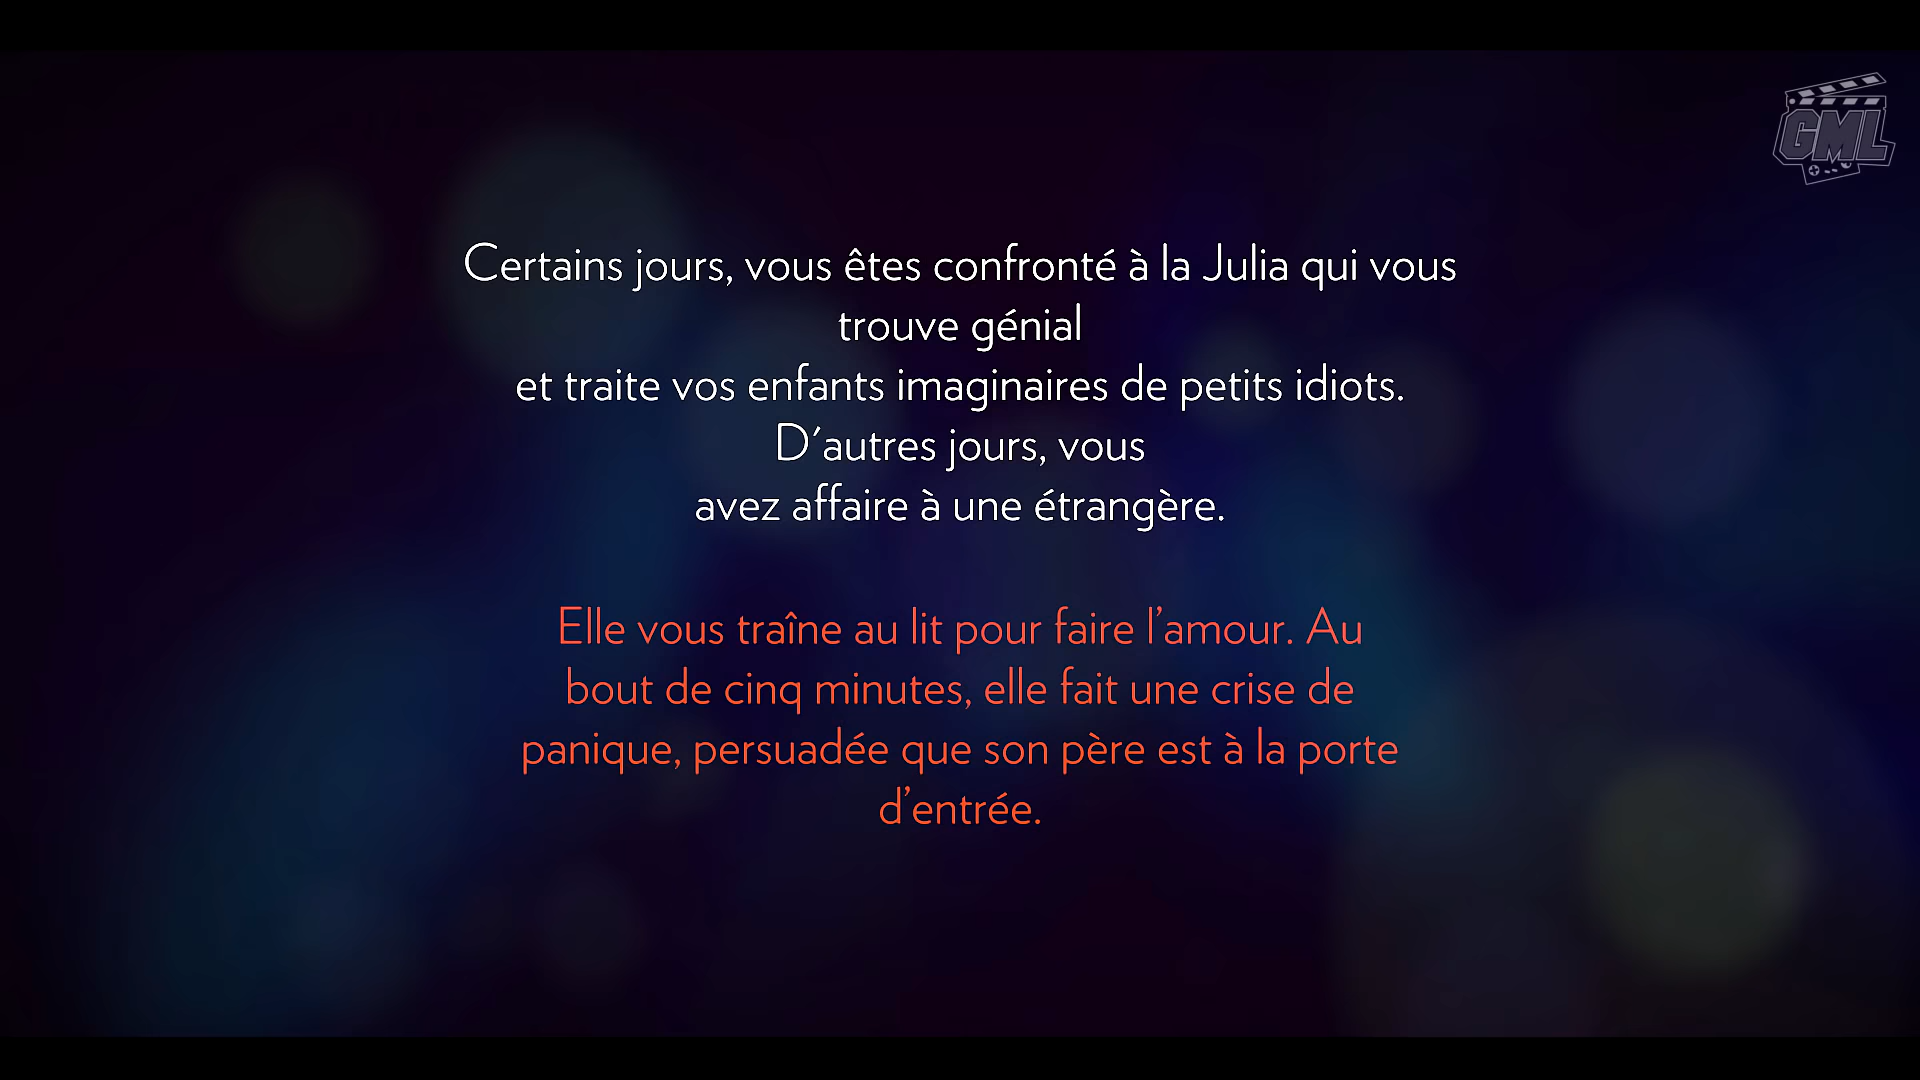 GML
Certains jours, vous êtes confronté à la Julia qui vous
trouve génial
et traite vos enfants imaginaires de petits idiots.
D'autres jours, vous
avez affaire à une étrangère.
Elle vous traîne au lit pour faire l’amour. Au
bout de cinq minutes, elle fait une crise de
panique, persuadée que son père est à la porte
d’entrée.